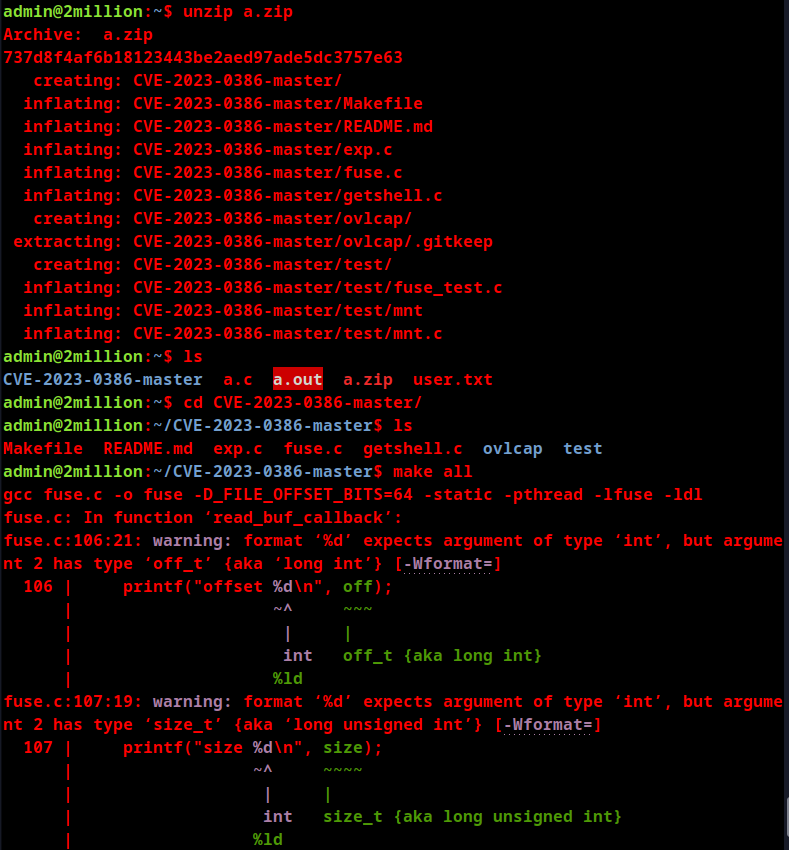 admin@2million:~$ unzip a.zip
Archive:  a.zip
737d8f4af6b18123443be2aed97ade5dc3757e63
   creating: CVE-2023-0386-master/
  inflating: CVE-2023-0386-master/Makefile
  inflating: CVE-2023-0386-master/README.md
  inflating: CVE-2023-0386-master/exp.c
  inflating: CVE-2023-0386-master/fuse.c
  inflating: CVE-2023-0386-master/getshell.c
   creating: CVE-2023-0386-master/ovlcap/
 extracting: CVE-2023-0386-master/ovlcap/.gitkeep
   creating: CVE-2023-0386-master/test/
  inflating: CVE-2023-0386-master/test/fuse_test.c
  inflating: CVE-2023-0386-master/test/mnt
  inflating: CVE-2023-0386-master/test/mnt.c
admin@2million:~$ ls
CVE-2023-0386-master  a.c  a.out  a.zip  user.txt
admin@2million:~$ cd CVE-2023-0386-master/
admin@2million:~/CVE-2023-0386-master$ ls
Makefile  README.md  exp.c  fuse.c  getshell.c  ovlcap  test
admin@2million:~/CVE-2023-0386-master$ make all
gcc fuse.c -o fuse -D_FILE_OFFSET_BITS=64 -static -pthread -lfuse -ldl
fuse.c: In function ‘read_buf_callback’:
fuse.c:106:21: warning: format ‘%d’ expects argument of type ‘int’, but argume
nt 2 has type ‘off_t’ {aka ‘long int’} [-Wformat=]
  106 |     printf("offset %d\n", off);
      |                    ~^     ~~~
      |                     |     |
      |                     int   off_t {aka long int}
      |                    %ld
fuse.c:107:19: warning: format ‘%d’ expects argument of type ‘int’, but argume
nt 2 has type ‘size_t’ {aka ‘long unsigned int’} [-Wformat=]
  107 |     printf("size %d\n", size);
      |                  ~^     ~~~~
      |                   |     |
      |                   int   size_t {aka long unsigned int}
      |                  %ld